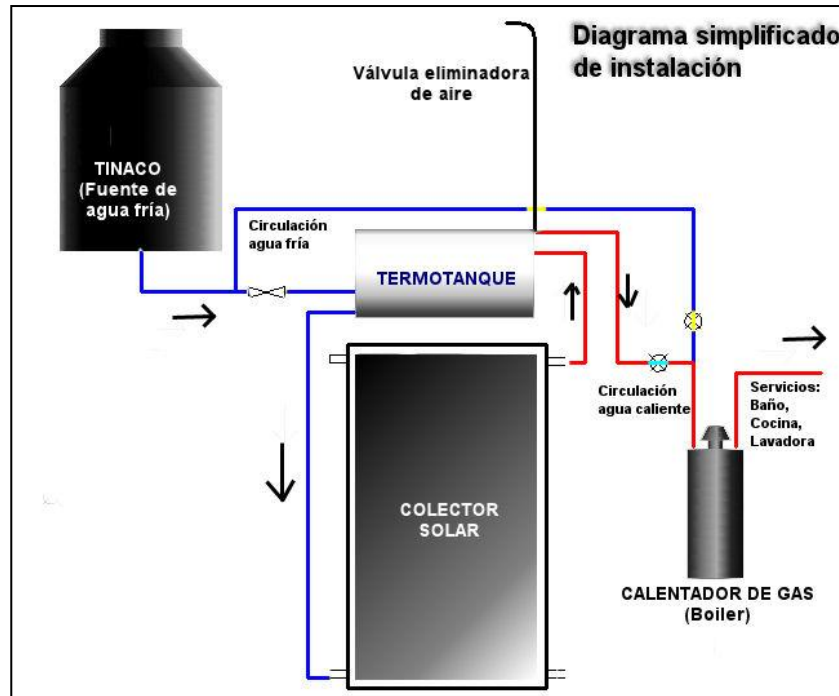 Diagrama simplificado
de instalación
Válvula eliminadora
de aire
TINACO
(Fuente de
agua fría)
Circulación
agua fría
TERMOTANQUE
Circulación
agua caliente
Servicios:
Baño,
Cocina,
Lavadora
COLECTOR
SOLAR
CALENTADOR DE GAS
(Boiler)